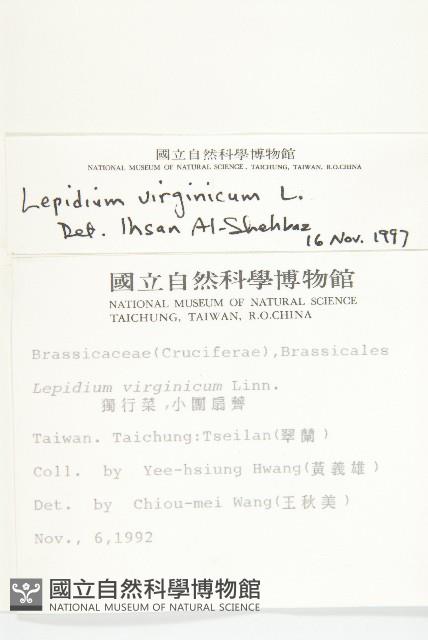 國立自然科學博物館
NATIONAL MUSEUM OF NATURAL SCIENCE, TAICHUNG, TAIWAN, R.O.CHINA
Lepidium virginicum L.
Det. Ihsan Al-Shehbaz
16 Nov. 1997
國立自然科學博物館
NATIONAL MUSEUM OF NATURAL SCIENCE
TAICHUNG, TAIWAN, R.O.CHINA
Brassicaceae(Cruciferae),Brassicales
Lepidium virginicum Linn.
獨行菜,小團扇薺
Taiwan. Taichung:Tseilan(翠蘭)
Coll. by Yee-hsiung Hwang(黃義雄)
Det. by Chiou-mei Wang(王秋美)
Nov., 6,1992
國立自然科學博物館
NATIONAL MUSEUM OF NATURAL SCIENCE